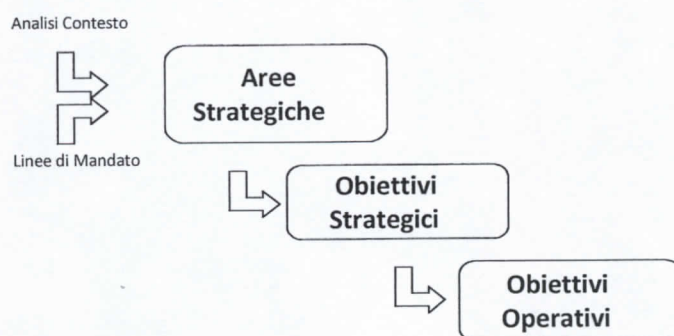 Analisi Contesto
Aree
Strategiche
Linee di Mandato
Obiettivi
Strategici
Obiettivi
Operativi